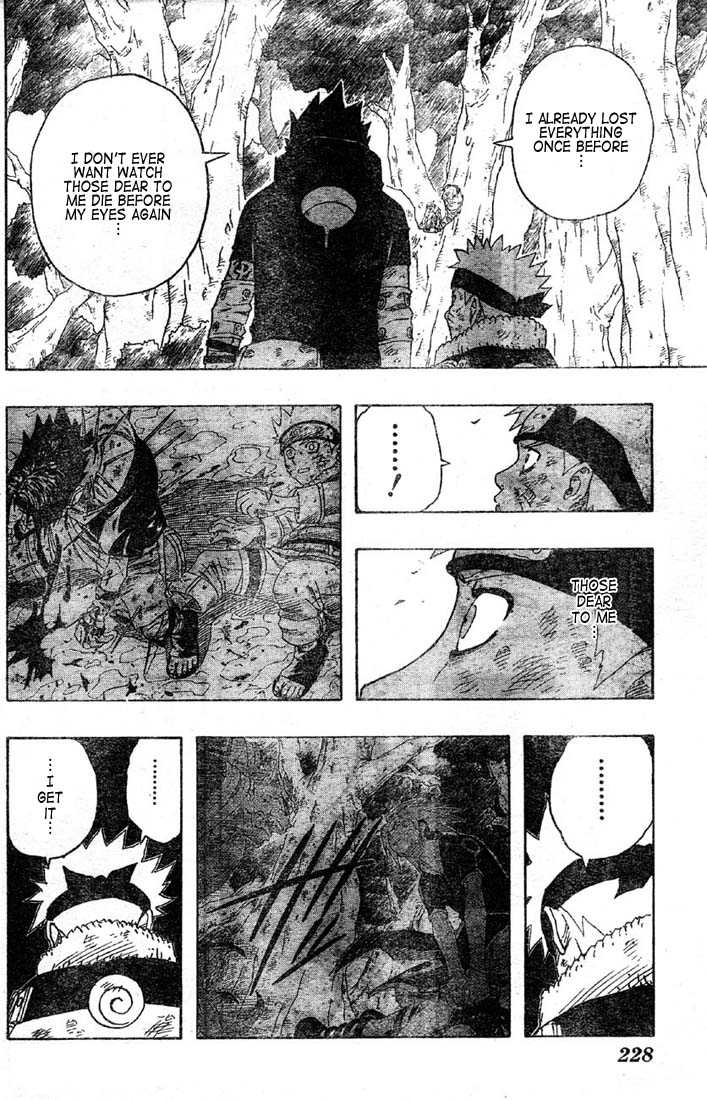 I ALREADY LOST
EVERYTHING
ONCE BEFORE
...
I DON'T EVER
WANT WATCH
THOSE DEAR TO
ME DIE BEFORE
MY EYES AGAIN
...
........!
THOSE
DEAR
TO ME
...
........
........
...
I
GET
IT
...
228